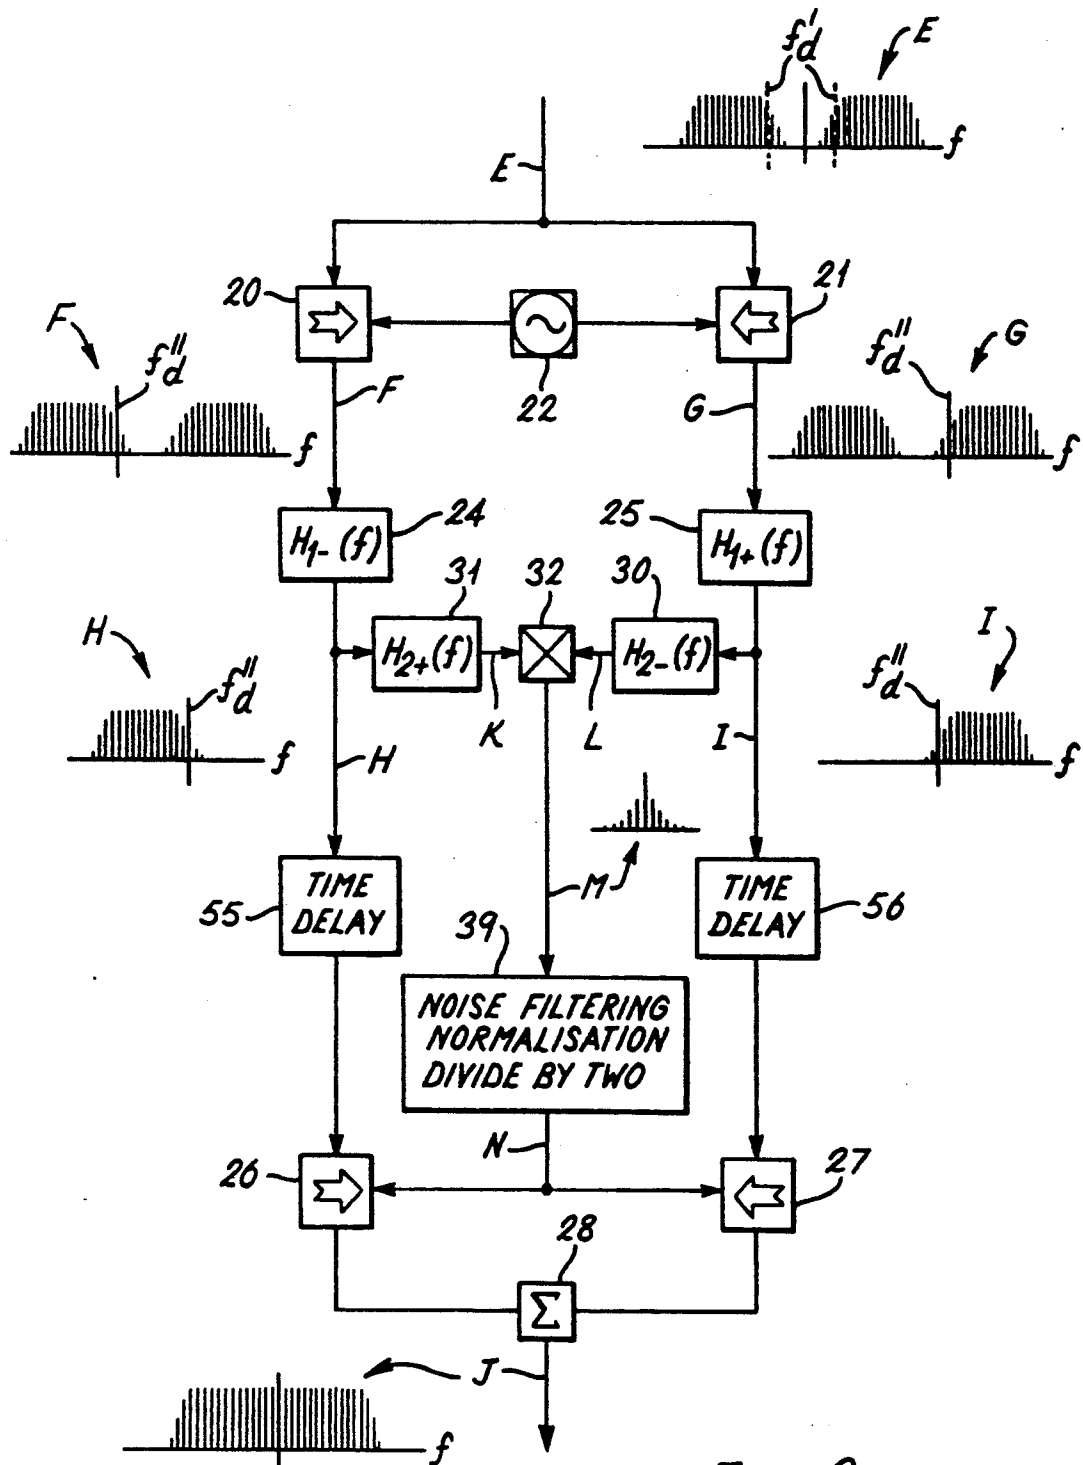 f'd
E
f
E
20
21
22
F
f"d
f
F
G
f"d
G
f
H1- (f)
24
25
H1+ (f)
31
32
30
H2+ (f)
H2- (f)
K
L
H
f"d
f
H
I
f"d
I
f
M
TIME
DELAY
55
TIME
DELAY
56
39
NOISE FILTERING
NORMALISATION
DIVIDE BY TWO
N
26
27
28
Σ
J
f